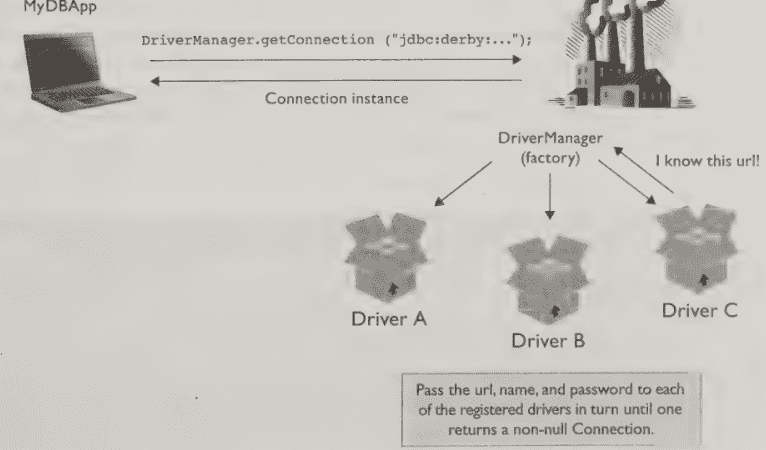 MyDBApp
DriverManager.getConnection ("jdbc:derby:...");
Connection instance
DriverManager
(factory)
I know this url!
Driver A
Driver B
Driver C
Pass the url, name, and password to each
of the registered drivers in turn until one
returns a non-null Connection.